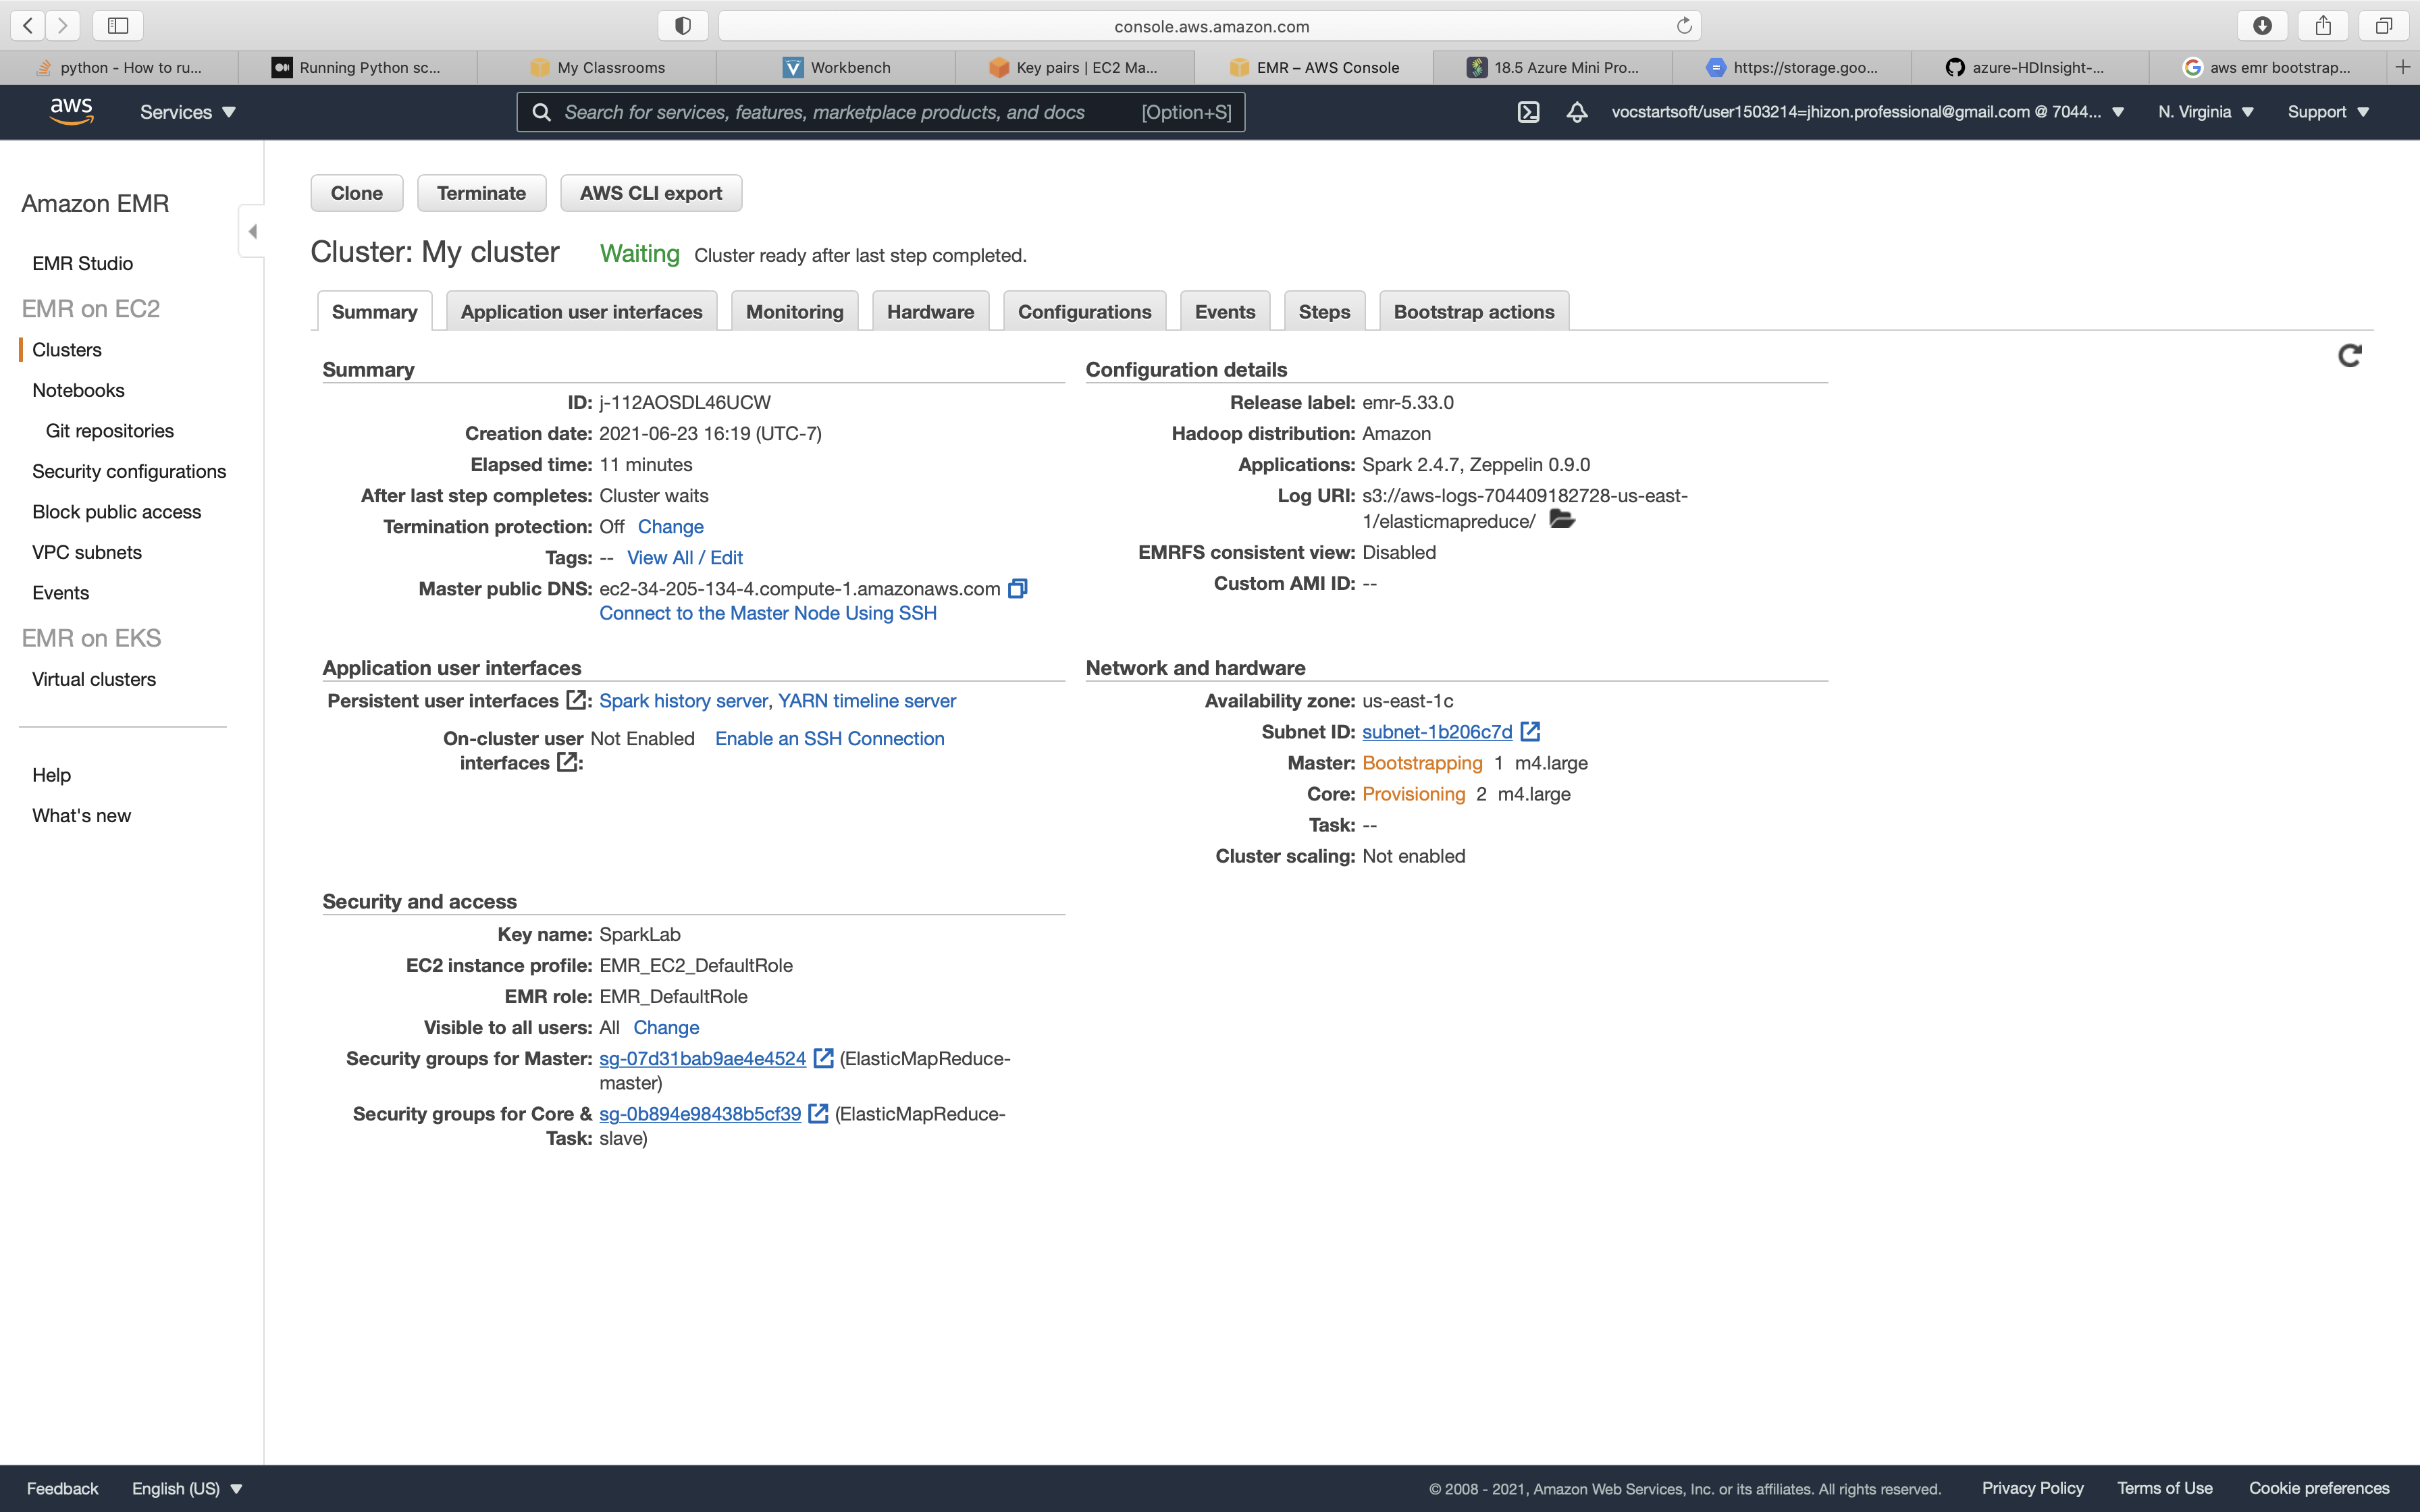 console.aws.amazon.com
python - How to ru...
Running Python sc...
My Classrooms
Workbench
Key pairs | EC2 Ma...
EMR – AWS Console
18.5 Azure Mini Pro...
https://storage.goo...
azure-HDInsight-...
aws emr bootstrap...
aws Services Search for services, features, marketplace products, and docs [Option+S] vocstartsoft/user1503214=jhizon.professional@gmail.com @ 7044... N. Virginia Support
Amazon EMR
EMR Studio
EMR on EC2
Clusters
Notebooks
Git repositories
Security configurations
Block public access
VPC subnets
Events
EMR on EKS
Virtual clusters
Help
What's new
Clone Terminate AWS CLI export
Cluster: My cluster Waiting Cluster ready after last step completed.
Summary Application user interfaces Monitoring Hardware Configurations Events Steps Bootstrap actions
Summary
ID: j-112AOSDL46UCW
Creation date: 2021-06-23 16:19 (UTC-7)
Elapsed time: 11 minutes
After last step completes: Cluster waits
Termination protection: Off Change
Tags: -- View All / Edit
Master public DNS: ec2-34-205-134-4.compute-1.amazonaws.com
Connect to the Master Node Using SSH
Configuration details
Release label: emr-5.33.0
Hadoop distribution: Amazon
Applications: Spark 2.4.7, Zeppelin 0.9.0
Log URI: s3://aws-logs-704409182728-us-east-
1/elasticmapreduce/
EMRFS consistent view: Disabled
Custom AMI ID: --
Application user interfaces
Persistent user interfaces : Spark history server, YARN timeline server
On-cluster user Not Enabled Enable an SSH Connection
interfaces :
Network and hardware
Availability zone: us-east-1c
Subnet ID: subnet-1b206c7d
Master: Bootstrapping 1 m4.large
Core: Provisioning 2 m4.large
Task: --
Cluster scaling: Not enabled
Security and access
Key name: SparkLab
EC2 instance profile: EMR_EC2_DefaultRole
EMR role: EMR_DefaultRole
Visible to all users: All Change
Security groups for Master: sg-07d31bab9ae4e4524 (ElasticMapReduce-
master)
Security groups for Core & sg-0b894e98438b5cf39 (ElasticMapReduce-
Task: slave)
Feedback English (US) © 2008 - 2021, Amazon Web Services, Inc. or its affiliates. All rights reserved. Privacy Policy Terms of Use Cookie preferences